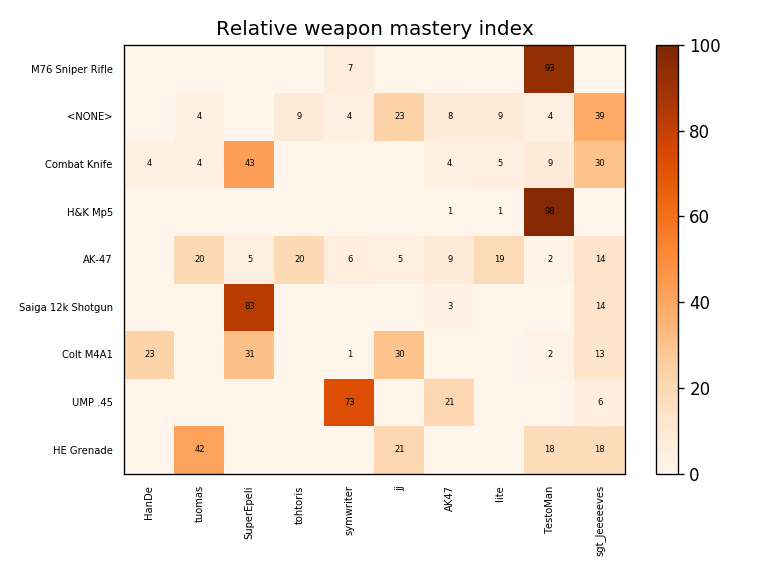 Relative weapon mastery index
M76 Sniper Rifle 7 93
<NONE> 4 9 4 23 8 9 4 39
Combat Knife 4 4 43 4 5 9 30
H&K Mp5 1 1 98
AK-47 20 5 20 6 5 9 19 2 14
Saiga 12k Shotgun 83 3 14
Colt M4A1 23 31 1 30 2 13
UMP .45 73 21 6
HE Grenade 42 21 18 18
HanDe tuomas SuperEpeli tohtoris symwriter jj AK47 lite TestoMan sgt_Jeeeeeves
100
80
60
40
20
0